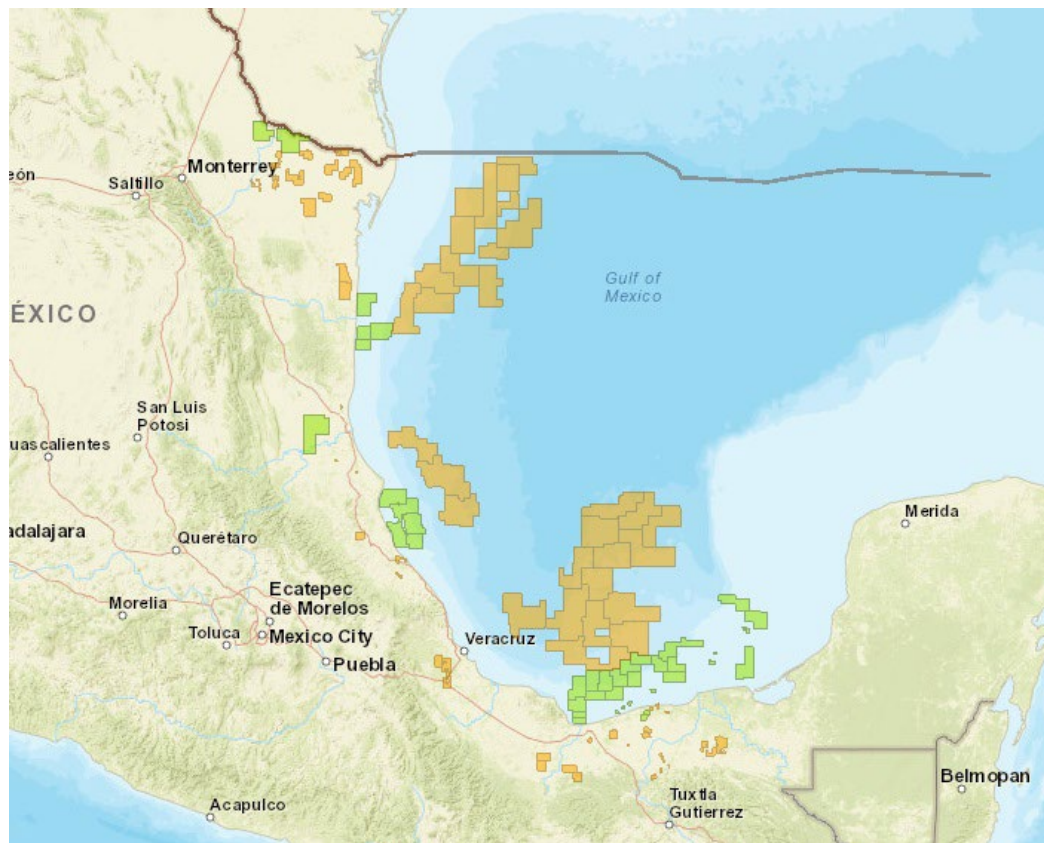 Monterrey
eón
Saltillo
Gulf of
Mexico
ÉXICO
San Luis
Potosi
uascalientes
Merida
adalajara
Querétaro
Ecatepec
de Morelos
Morelia
Toluca
Mexico City
Veracruz
Puebla
Belmopan
Tuxtla
Gutierrez
Acapulco